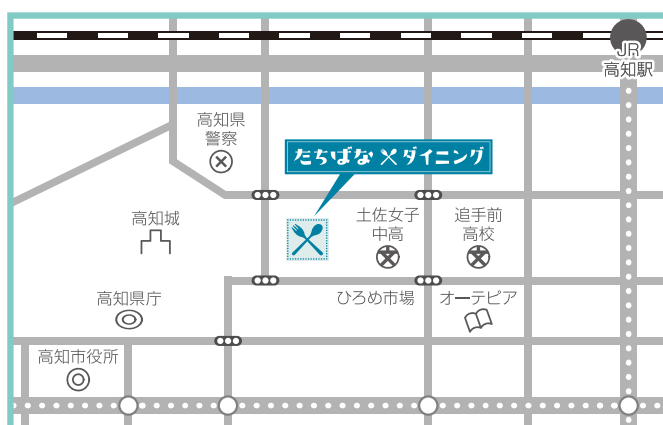 JR
高知駅
高知県
警察
たちばな ダイニング
高知城
土佐女子
中高
追手前
高校
高知県庁
ひろめ市場
オーテピア
高知市役所